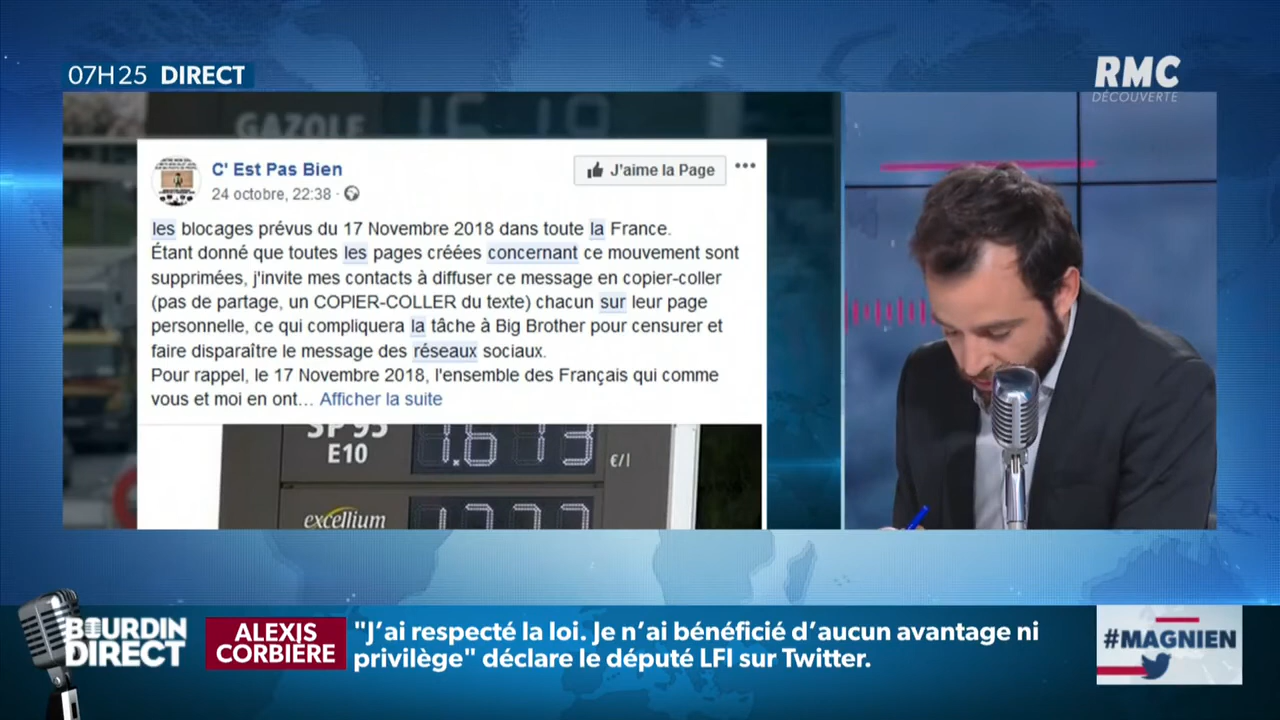 07H25 DIRECT
RMC
DÉCOUVERTE
GAZOLE
C' Est Pas Bien
J'aime la Page
24 octobre, 22:38 ·
les blocages prévus du 17 Novembre 2018 dans toute la France.
Étant donné que toutes les pages créées concernant ce mouvement sont
supprimées, j'invite mes contacts à diffuser ce message en copier-coller
(pas de partage, un COPIER-COLLER du texte) chacun sur leur page
personnelle, ce qui compliquera la tâche à Big Brother pour censurer et
faire disparaître le message des réseaux sociaux.
Pour rappel, le 17 Novembre 2018, l'ensemble des Français qui comme
vous et moi en ont... Afficher la suite
SP95 1.613
E10 €/l
excellium
BOURDIN
DIRECT
ALEXIS
CORBIÈRE
"J'ai respecté la loi. Je n'ai bénéficié d'aucun avantage ni
privilège" déclare le député LFI sur Twitter.
#MAGNIEN